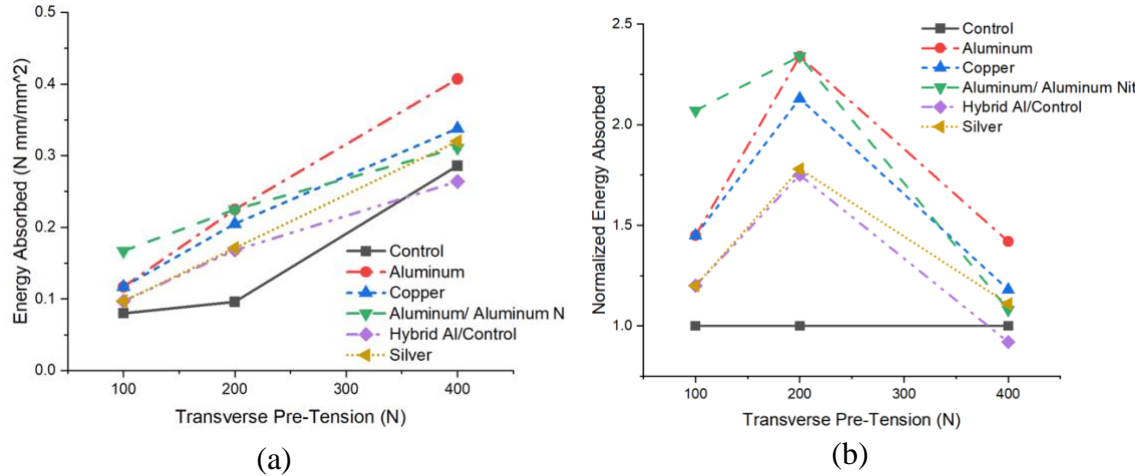 0.5
0.4
0.3
0.2
0.1
0.0
Energy Absorbed (N mm/mm^2)
100
200
300
400
Transverse Pre-Tension (N)
Control
Aluminum
Copper
Aluminum/ Aluminum N
Hybrid Al/Control
Silver
(a)
2.5
2.0
1.5
1.0
Normalized Energy Absorbed
100
200
300
400
Transverse Pre-Tension (N)
Control
Aluminum
Copper
Aluminum/ Aluminum Nit
Hybrid Al/Control
Silver
(b)